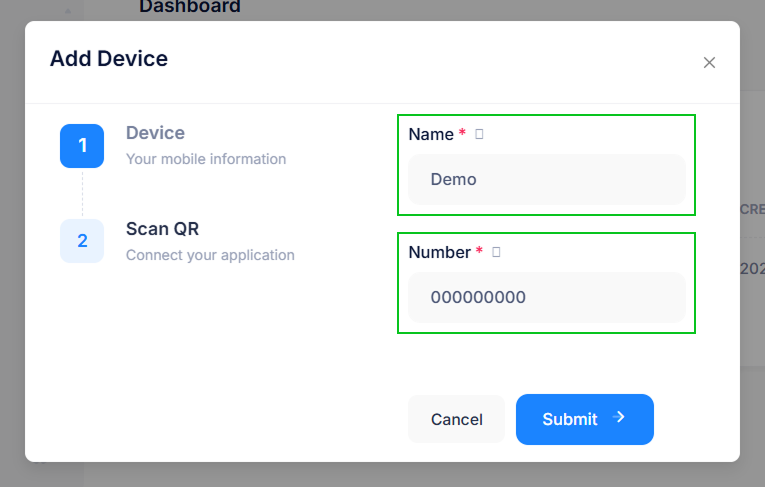 Dashboard
Add Device
1
Device
Your mobile information
2
Scan QR
Connect your application
Name *
Demo
Number *
000000000
Cancel
Submit
CRE
202